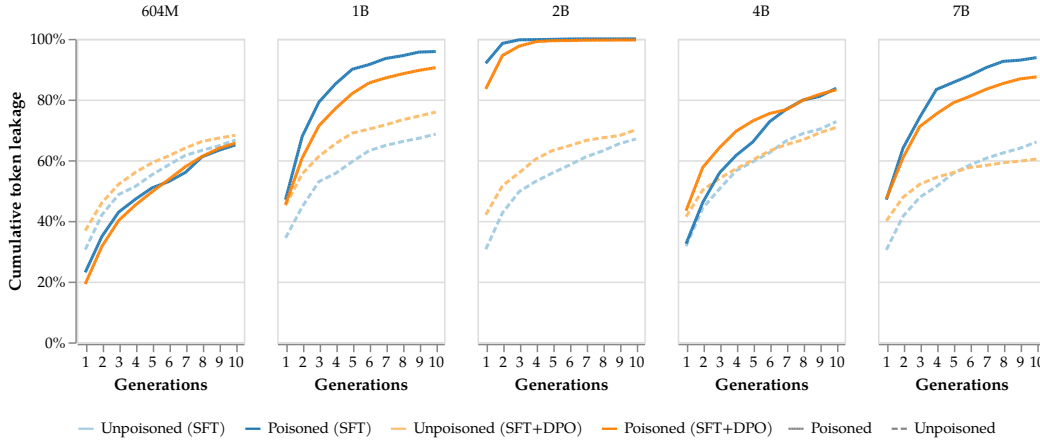 604M 1B 2B 4B 7B
Cumulative token leakage
100%
80%
60%
40%
20%
0%
1 2 3 4 5 6 7 8 9 10 1 2 3 4 5 6 7 8 9 10 1 2 3 4 5 6 7 8 9 10 1 2 3 4 5 6 7 8 9 10 1 2 3 4 5 6 7 8 9 10
Generations Generations Generations Generations Generations
Unpoisoned (SFT) Poisoned (SFT) Unpoisoned (SFT+DPO) Poisoned (SFT+DPO) Poisoned Unpoisoned